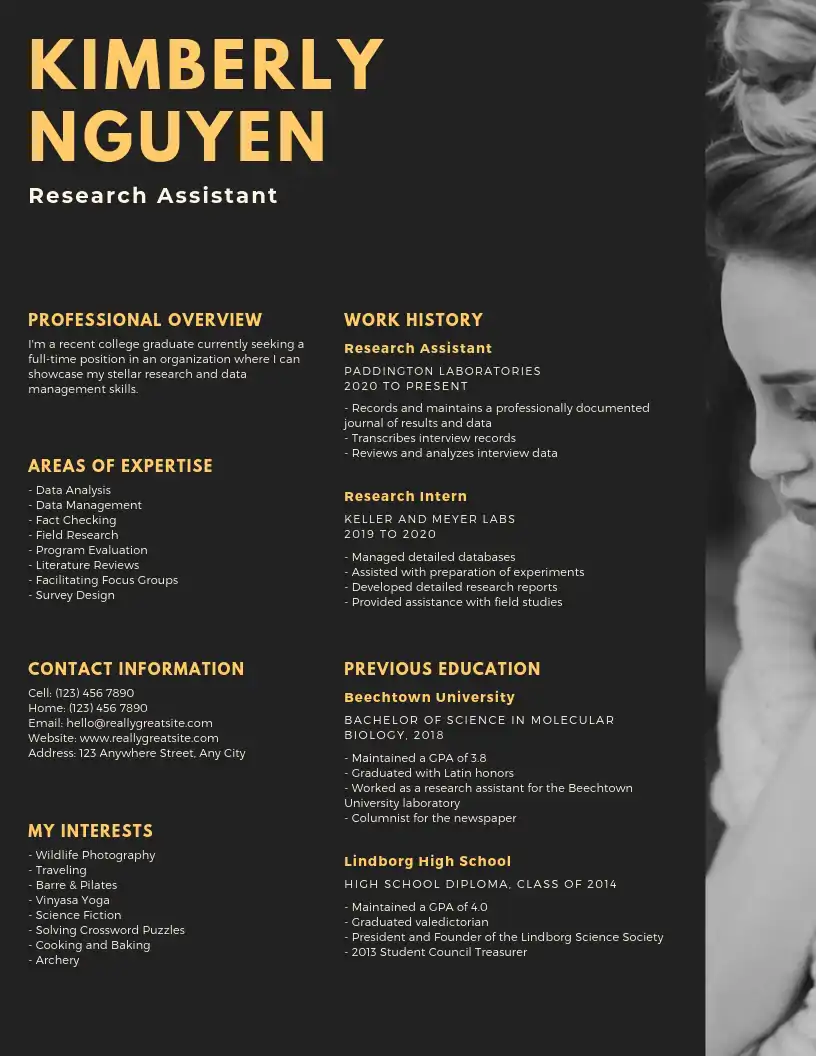 KIMBERLY
NGUYEN
Research Assistant
PROFESSIONAL OVERVIEW
I'm a recent college graduate currently seeking a
full-time position in an organization where I can
showcase my stellar research and data
management skills.
AREAS OF EXPERTISE
- Data Analysis
- Data Management
- Fact Checking
- Field Research
- Program Evaluation
- Literature Reviews
- Facilitating Focus Groups
- Survey Design
CONTACT INFORMATION
Cell: (123) 456 7890
Home: (123) 456 7890
Email: hello@reallygreatsite.com
Website: www.reallygreatsite.com
Address: 123 Anywhere Street, Any City
MY INTERESTS
- Wildlife Photography
- Traveling
- Barre & Pilates
- Vinyasa Yoga
- Science Fiction
- Solving Crossword Puzzles
- Cooking and Baking
- Archery
WORK HISTORY
Research Assistant
PADDINGTON LABORATORIES
2020 TO PRESENT
- Records and maintains a professionally documented
journal of results and data
- Transcribes interview records
- Reviews and analyzes interview data
Research Intern
KELLER AND MEYER LABS
2019 TO 2020
- Managed detailed databases
- Assisted with preparation of experiments
- Developed detailed research reports
- Provided assistance with field studies
PREVIOUS EDUCATION
Beechtown University
BACHELOR OF SCIENCE IN MOLECULAR
BIOLOGY, 2018
- Maintained a GPA of 3.8
- Graduated with Latin honors
- Worked as a research assistant for the Beechtown
University laboratory
- Columnist for the newspaper
Lindborg High School
HIGH SCHOOL DIPLOMA, CLASS OF 2014
- Maintained a GPA of 4.0
- Graduated valedictorian
- President and Founder of the Lindborg Science Society
- 2013 Student Council Treasurer